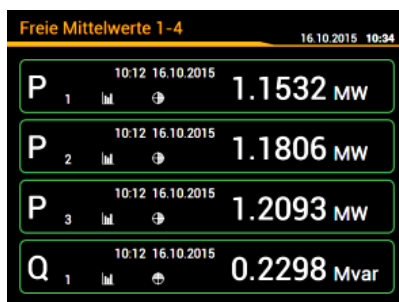 Freie Mittelwerte 1-4
16.10.2015 10:34
10:12 16.10.2015
P 1 1.1532 MW
10:12 16.10.2015
P 2 1.1806 MW
10:12 16.10.2015
P 3 1.2093 MW
10:12 16.10.2015
Q 1 0.2298 Mvar